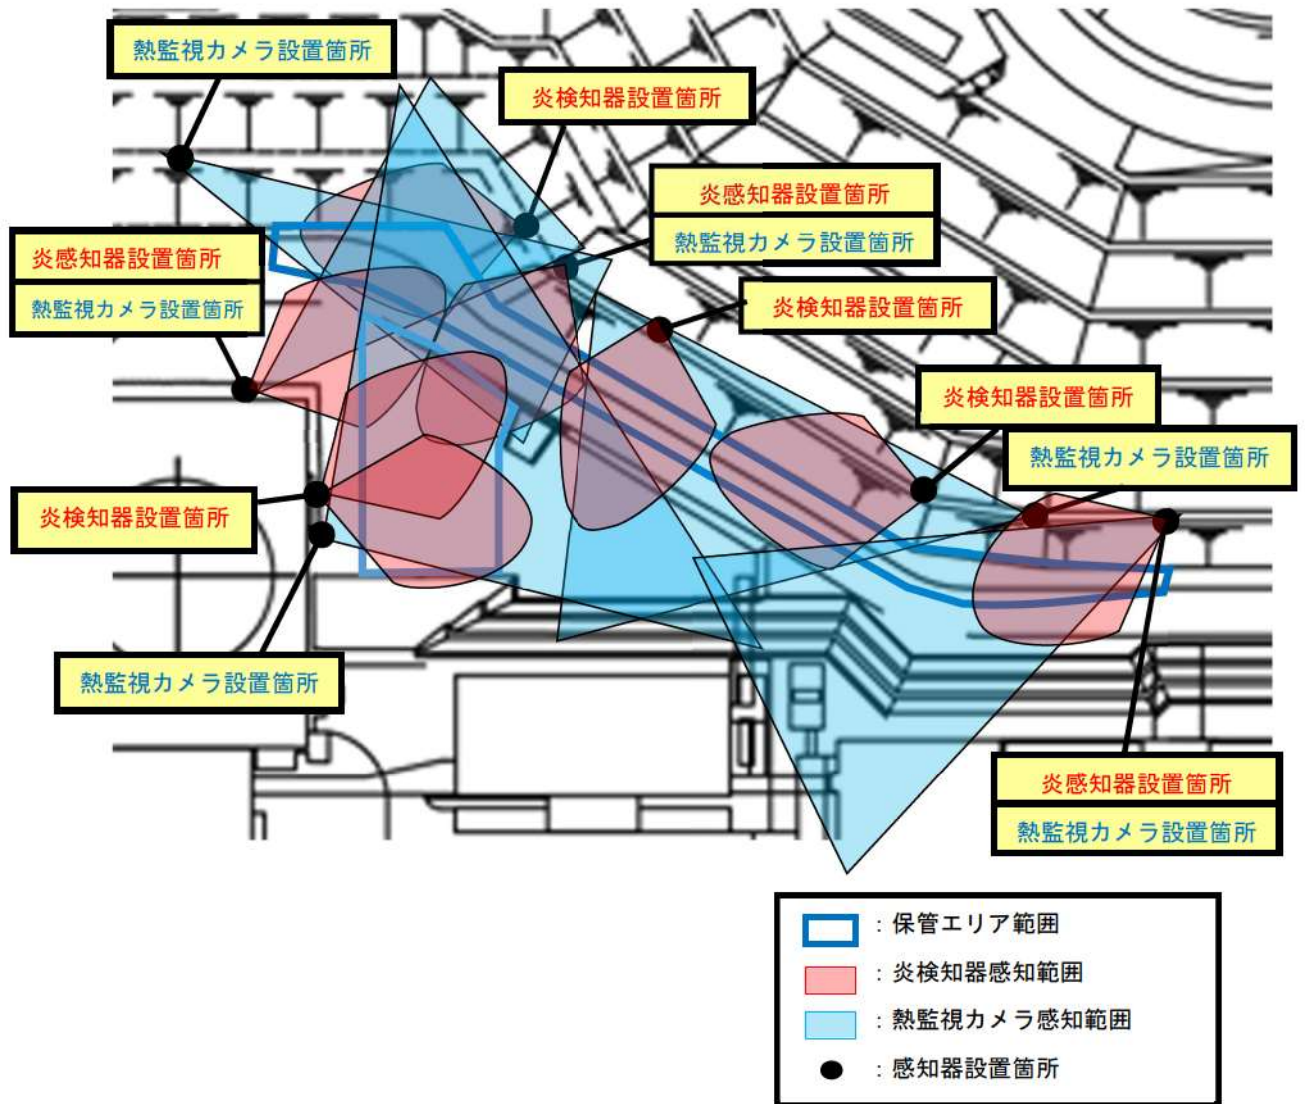 熱監視カメラ設置箇所
炎検知器設置箇所
炎感知器設置箇所
熱監視カメラ設置箇所
炎感知器設置箇所
熱監視カメラ設置箇所
炎検知器設置箇所
炎検知器設置箇所
熱監視カメラ設置箇所
炎検知器設置箇所
熱監視カメラ設置箇所
炎感知器設置箇所
熱監視カメラ設置箇所
：保管エリア範囲
：炎検知器感知範囲
：熱監視カメラ感知範囲
：感知器設置箇所